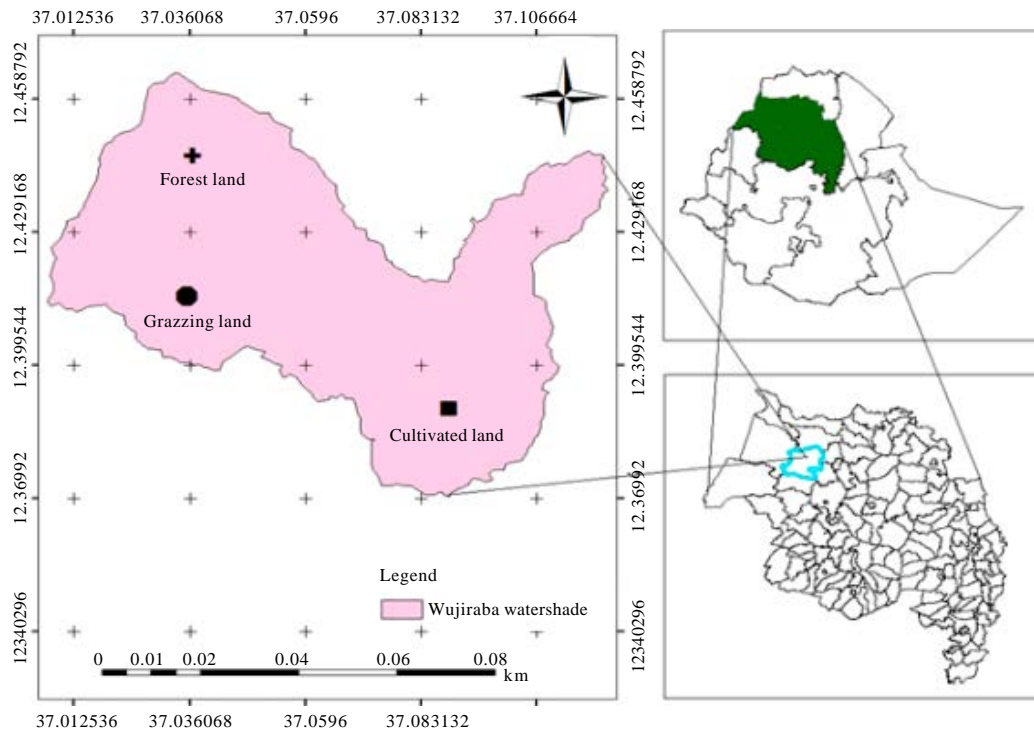 37.012536 37.036068 37.0596 37.083132 37.106664
12.458792
12.429168
12.399544
12.36992
12340296
12.458792
12.429168
12.399544
12.36992
12340296
Forest land
Grazzing land
Cultivated land
Legend
Wujiraba watershade
0 0.01 0.02 0.04 0.06 0.08
km
37.012536 37.036068 37.0596 37.083132